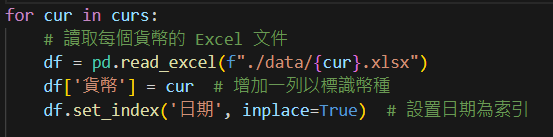 for cur in curs:
    # 讀取每個貨幣的 Excel 文件
    df = pd.read_excel(f"./data/{cur}.xlsx")
    df['貨幣'] = cur  # 增加一列以標識幣種
    df.set_index('日期', inplace=True)  # 設置日期為索引